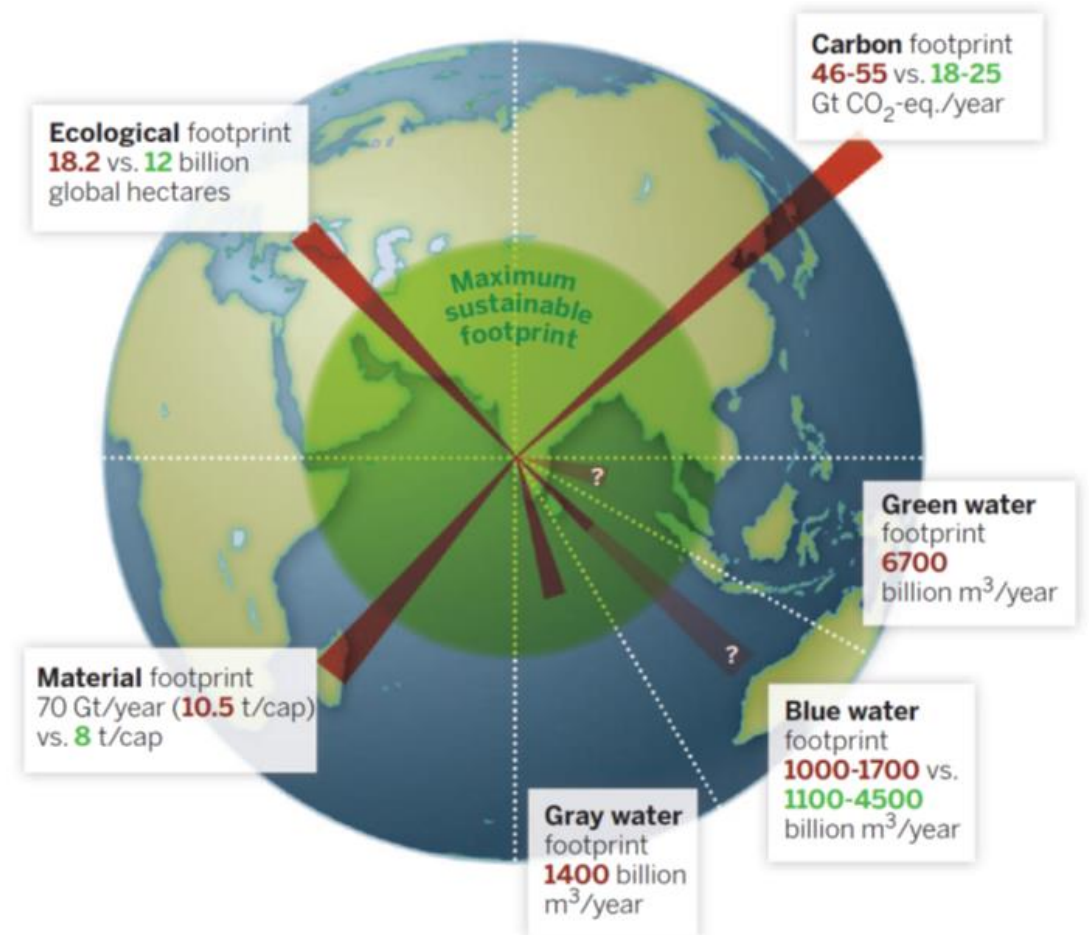 Carbon footprint
46-55 vs. 18-25
Gt CO₂-eq./year
Ecological footprint
18.2 vs. 12 billion
global hectares
Maximum
sustainable
footprint
?
Green water
footprint
6700
billion m³/year
?
Material footprint
70 Gt/year (10.5 t/cap)
vs. 8 t/cap
Blue water
footprint
1000-1700 vs.
1100-4500
billion m³/year
Gray water
footprint
1400 billion
m³/year